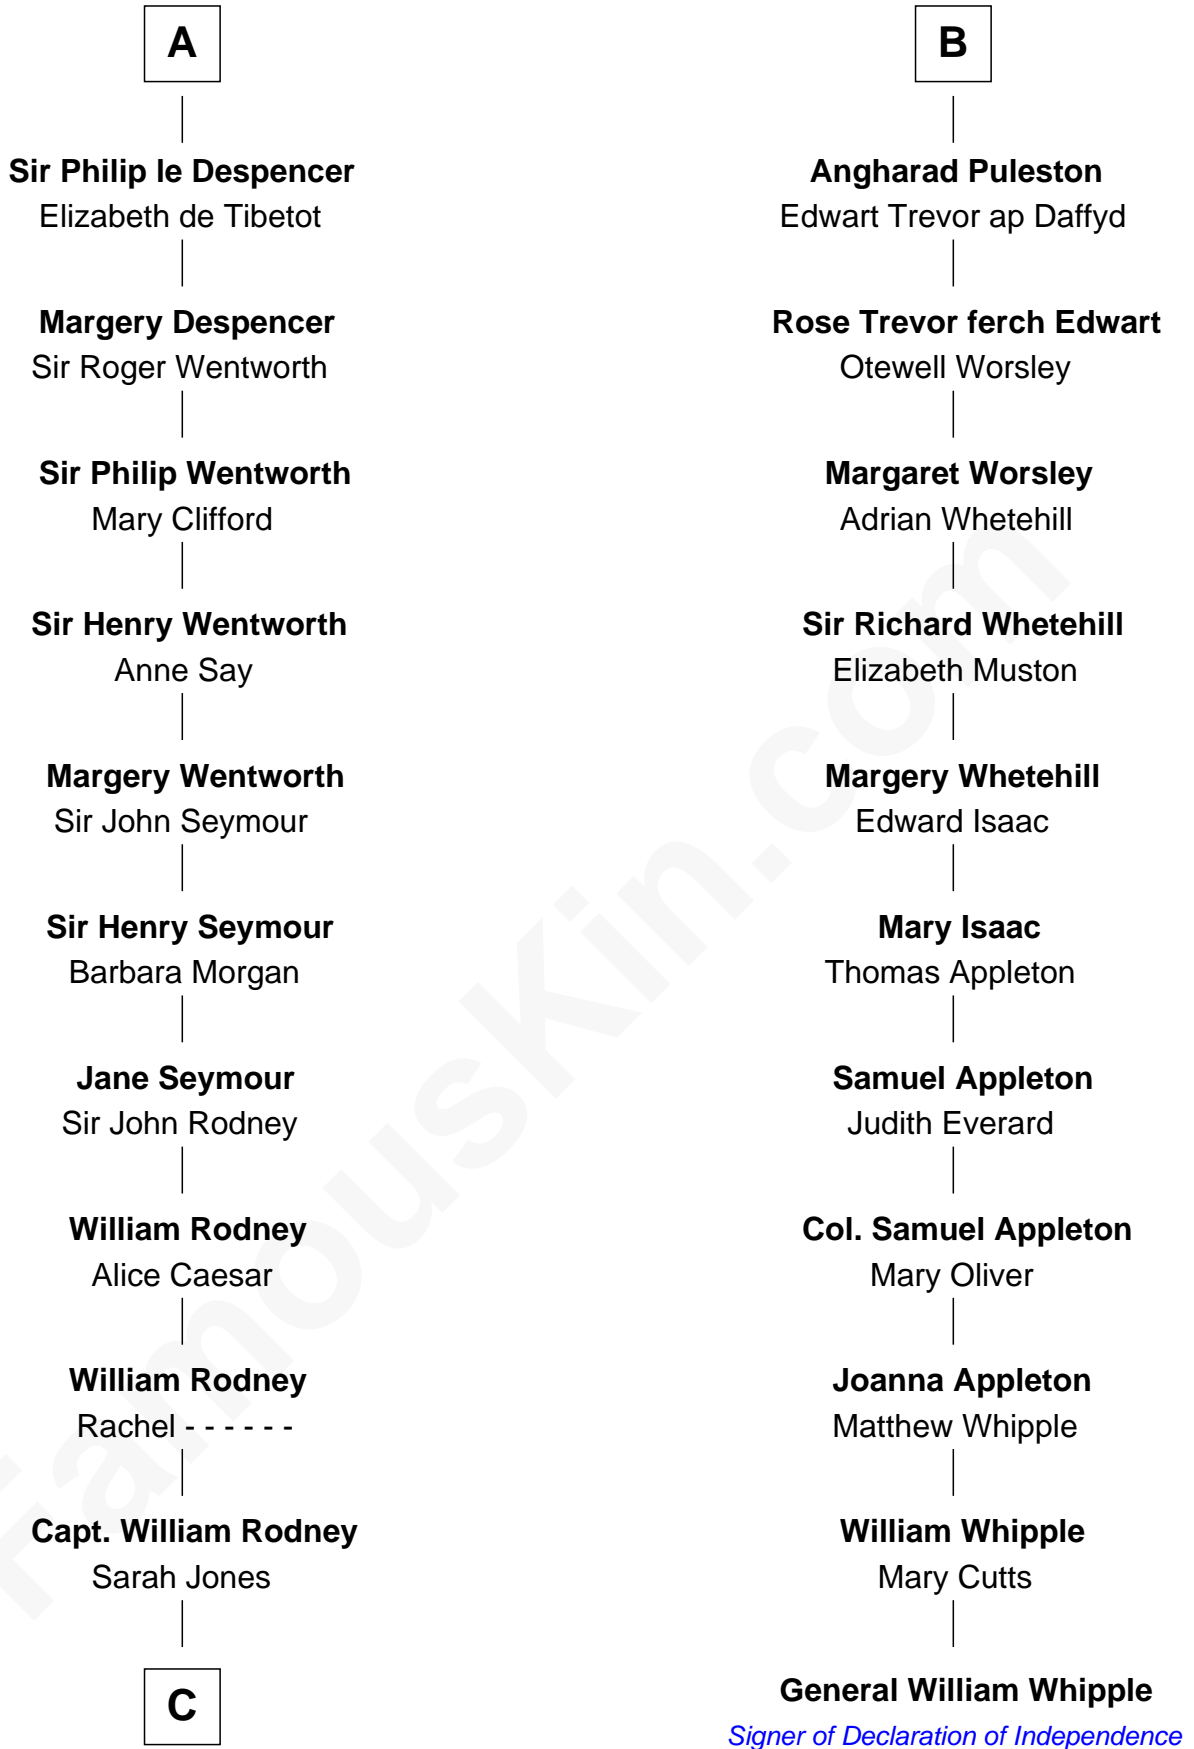 A
Sir Philip le Despencer
Elizabeth de Tibetot
Margery Despencer
Sir Roger Wentworth
Sir Philip Wentworth
Mary Clifford
Sir Henry Wentworth
Anne Say
Margery Wentworth
Sir John Seymour
Sir Henry Seymour
Barbara Morgan
Jane Seymour
Sir John Rodney
William Rodney
Alice Caesar
William Rodney
Rachel - - - - - -
Capt. William Rodney
Sarah Jones
C
B
Angharad Puleston
Edwart Trevor ap Daffyd
Rose Trevor ferch Edwart
Otewell Worsley
Margaret Worsley
Adrian Whetehill
Sir Richard Whetehill
Elizabeth Muston
Margery Whetehill
Edward Isaac
Mary Isaac
Thomas Appleton
Samuel Appleton
Judith Everard
Col. Samuel Appleton
Mary Oliver
Joanna Appleton
Matthew Whipple
William Whipple
Mary Cutts
General William Whipple
Signer of Declaration of Independence
FamousKin.com